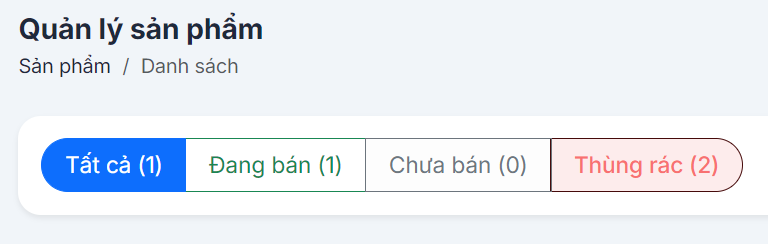 Quản lý sản phẩm
Sản phẩm / Danh sách
Tất cả (1) Đang bán (1) Chưa bán (0) Thùng rác (2)